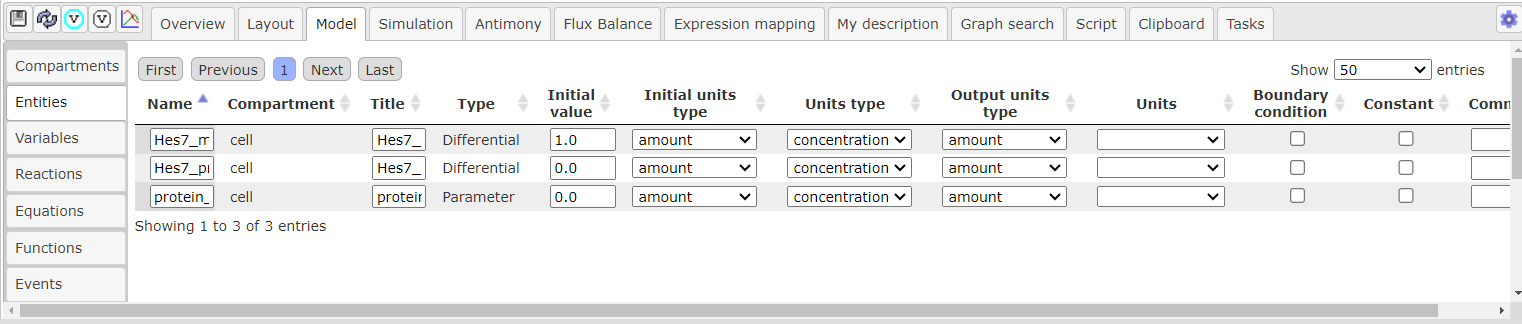 Overview Layout Model Simulation Antimony Flux Balance Expression mapping My description Graph search Script Clipboard Tasks
Compartments
Entities
Variables
Reactions
Equations
Functions
Events
First Previous 1 Next Last Show 50 entries
Name Compartment Title Type Initial value Initial units type Units type Output units type Units Boundary condition Constant Comm
Hes7_m cell Hes7_ Differential 1.0 amount concentration amount
Hes7_pr cell Hes7_ Differential 0.0 amount concentration amount
protein_ cell protein Parameter 0.0 amount concentration amount
Showing 1 to 3 of 3 entries